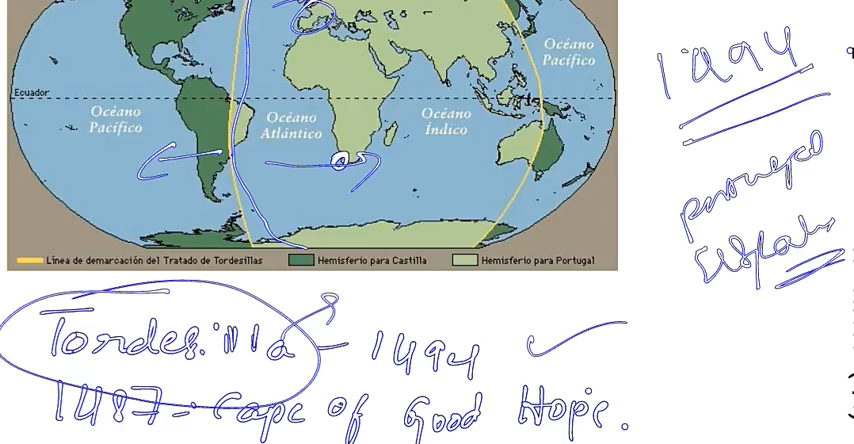 Océano
Pacífico
1494
q
Ecuador
Océano
Pacífico
Océano
Atlántico
Océano
Índico
Línea de demarcación del Tratado de Tordesillas
Hemisferio para Castilla
Hemisferio para Portugal
Tordesilla - 1494
1487 - Cape of Good Hope.